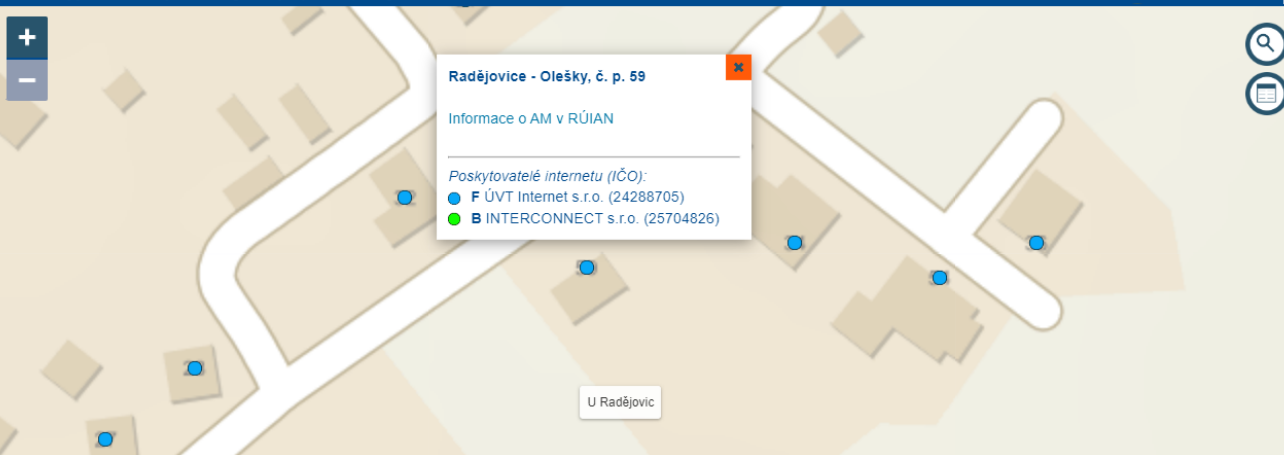 Radějovice - Olešky, č. p. 59
Informace o AM v RÚIAN
Poskytovatelé internetu (IČO):
F ÚVT Internet s.r.o. (24288705)
B INTERCONNECT s.r.o. (25704826)
U Radějovic